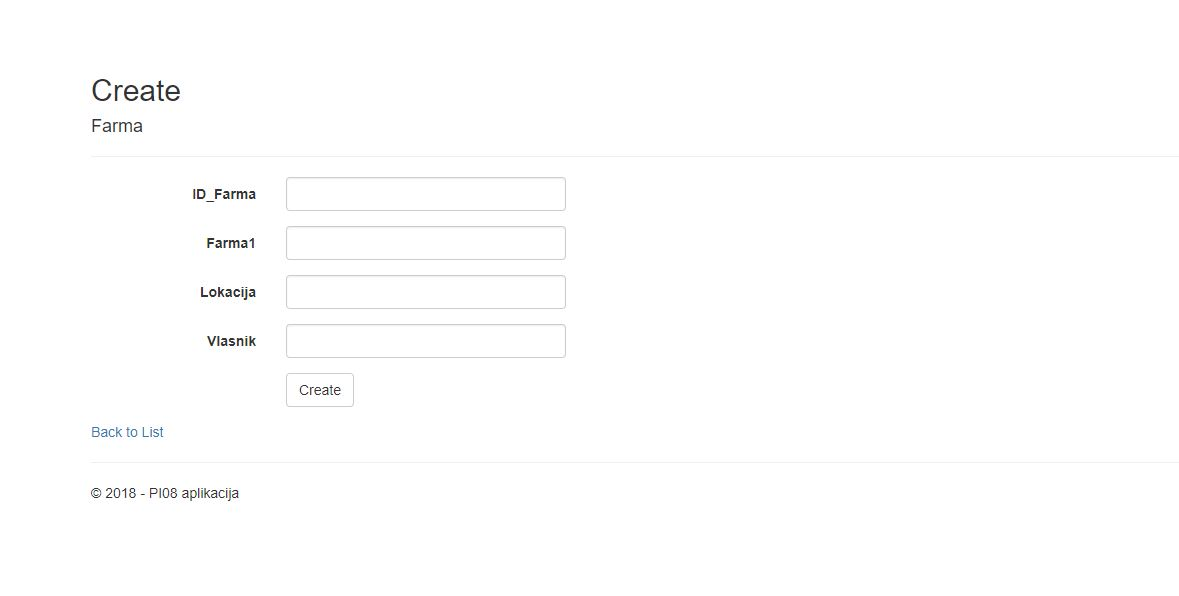 Create
Farma
ID_Farma
Farma1
Lokacija
Vlasnik
Create
Back to List
© 2018 - PI08 aplikacija